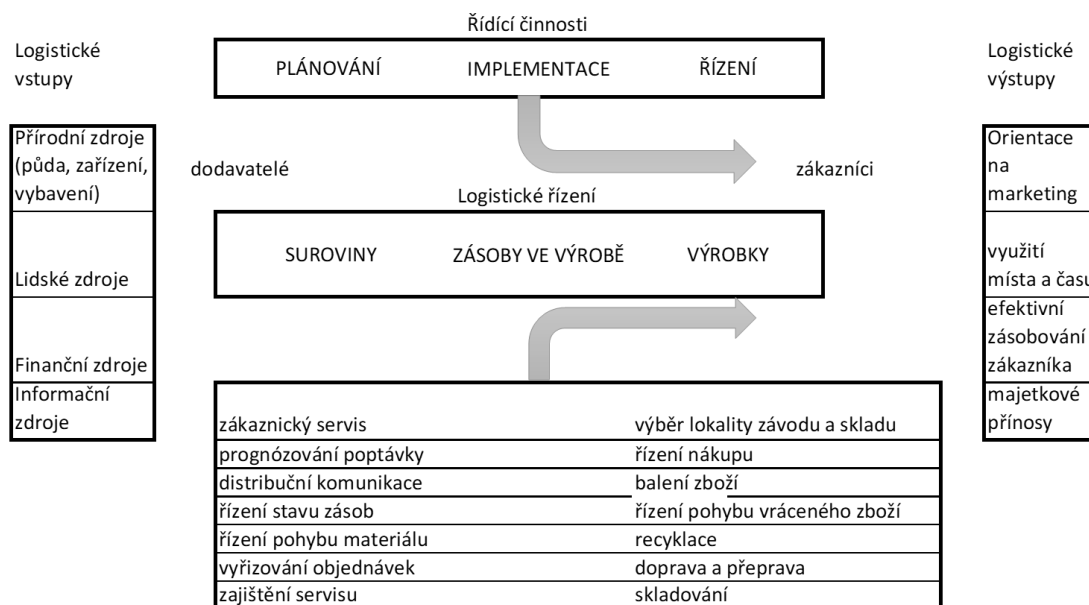 Řídící činnosti
Logistické
vstupy
PLÁNOVÁNÍ IMPLEMENTACE ŘÍZENÍ
Logistické
výstupy
Přírodní zdroje
(půda, zařízení,
vybavení)
Lidské zdroje
Finanční zdroje
Informační
zdroje
dodavatelé
zákazníci
Logistické řízení
SUROVINY ZÁSOBY VE VÝROBĚ VÝROBKY
Orientace
na
marketing
využití
místa a času
efektivní
zásobování
zákazníka
majetkové
přínosy
zákaznický servis výběr lokality závodu a skladu
prognózování poptávky řízení nákupu
distribuční komunikace balení zboží
řízení stavu zásob řízení pohybu vráceného zboží
řízení pohybu materiálu recyklace
vyřizování objednávek doprava a přeprava
zajištění servisu skladování